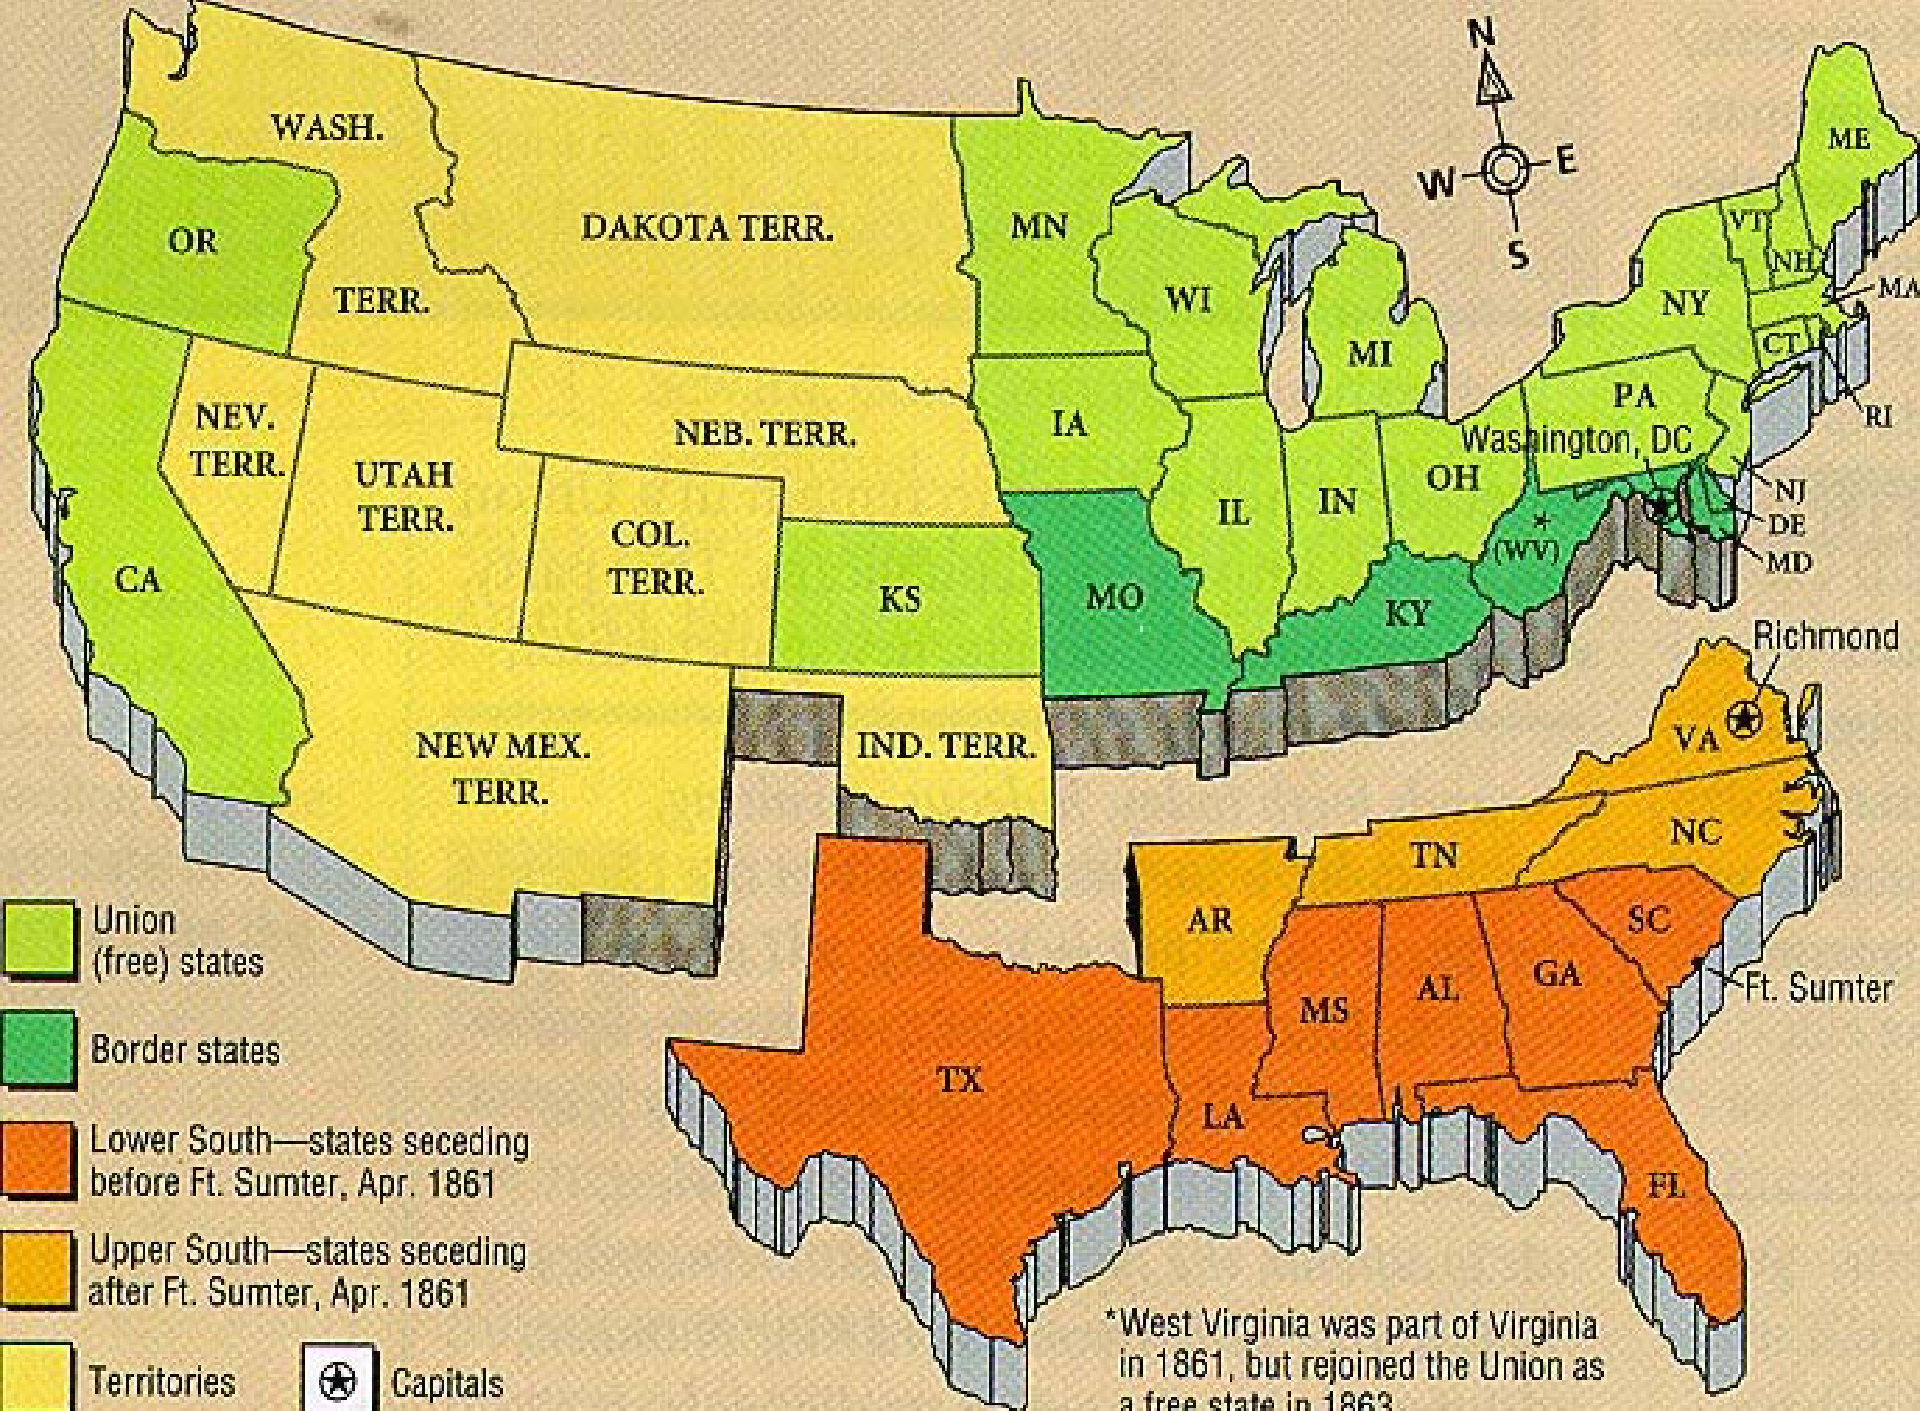 N
W
E
S
WASH.
TERR.
OR
DAKOTA TERR.
MN
WI
MI
ME
VT
NH
NY
MA
CT
RI
PA
NJ
DE
MD
Washington, DC
NEV.
TERR.
UTAH
TERR.
NEB. TERR.
COL.
TERR.
IA
IL
IN
OH
*
(WV)
CA
KS
MO
KY
NEW MEX.
TERR.
IND. TERR.
Richmond
VA
NC
TN
AR
SC
MS
AL
GA
Ft. Sumter
TX
LA
FL
Union
(free) states
Border states
Lower South—states seceding
before Ft. Sumter, Apr. 1861
Upper South—states seceding
after Ft. Sumter, Apr. 1861
Territories
Capitals
*West Virginia was part of Virginia
in 1861, but rejoined the Union as
a free state in 1863.